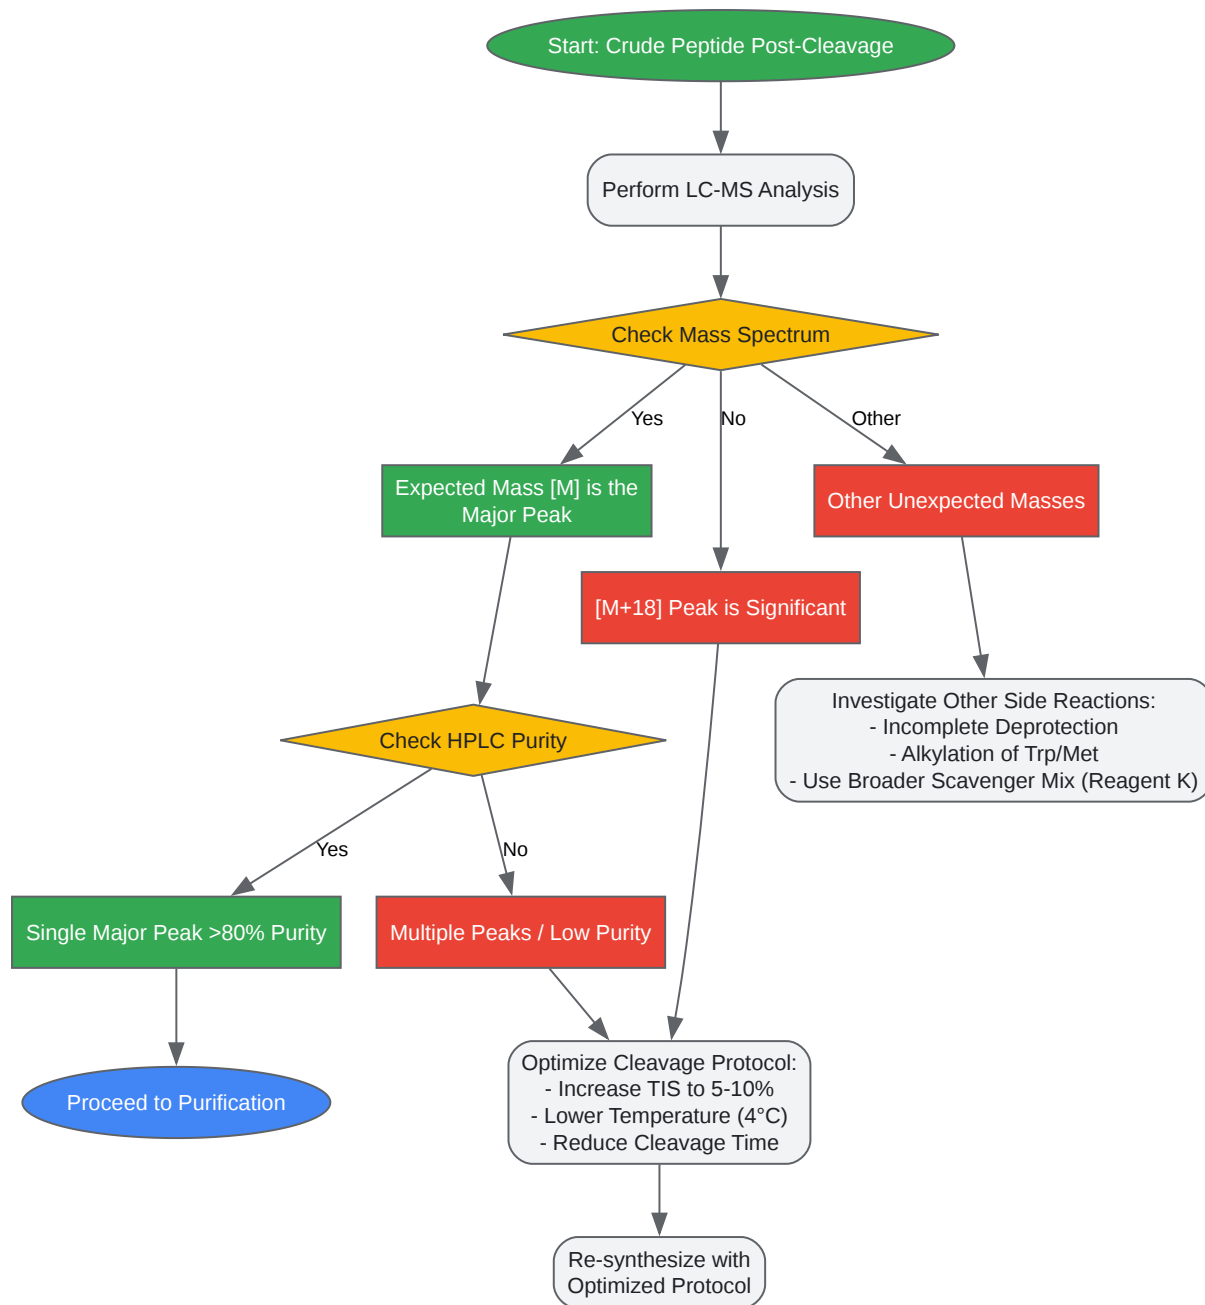 Start: Crude Peptide Post-Cleavage
Perform LC-MS Analysis
Check Mass Spectrum
Yes
No
Other
Expected Mass [M] is the
Major Peak
Other Unexpected Masses
[M+18] Peak is Significant
Investigate Other Side Reactions:
- Incomplete Deprotection
- Alkylation of Trp/Met
- Use Broader Scavenger Mix (Reagent K)
Check HPLC Purity
Yes
No
Single Major Peak >80% Purity
Multiple Peaks / Low Purity
Optimize Cleavage Protocol:
- Increase TIS to 5-10%
- Lower Temperature (4°C)
- Reduce Cleavage Time
Proceed to Purification
Re-synthesize with
Optimized Protocol